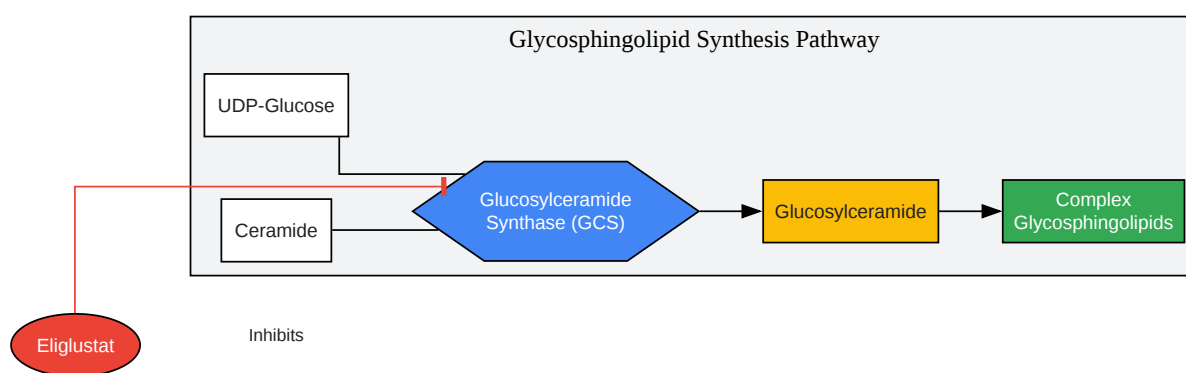 Glycosphingolipid Synthesis Pathway
UDP-Glucose
Ceramide
Glucosylceramide
Synthase (GCS)
Glucosylceramide
Complex
Glycosphingolipids
Eliglustat
Inhibits